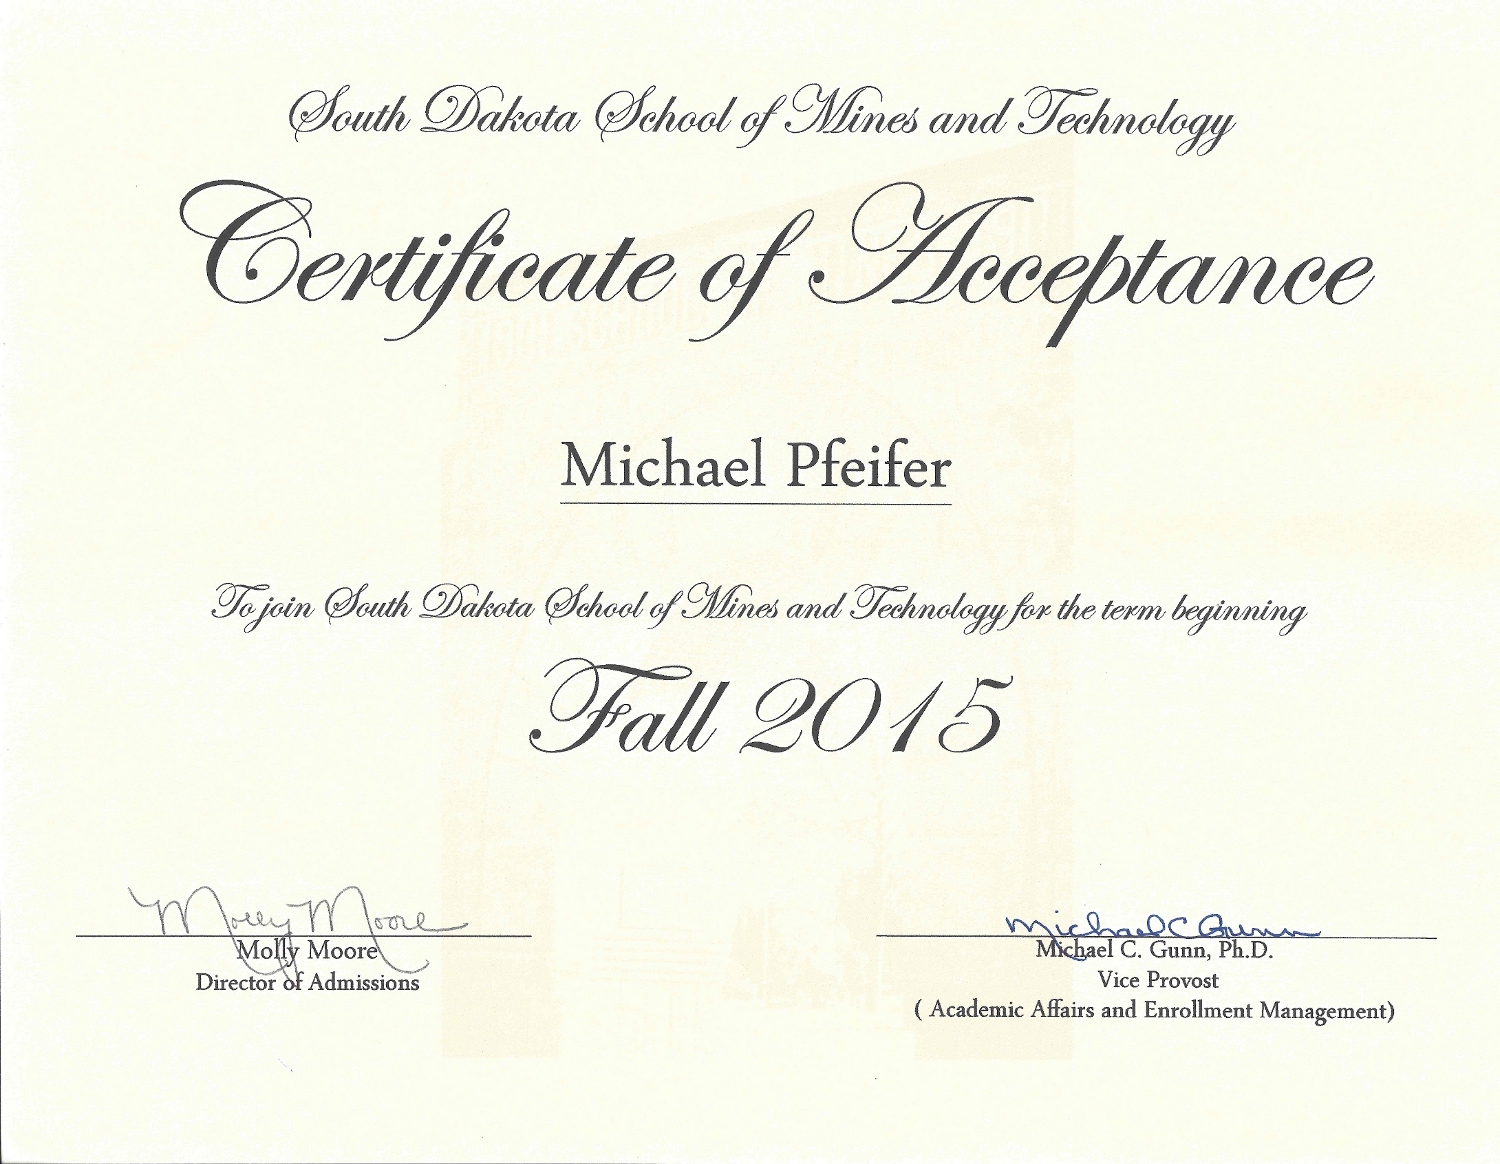 South Dakota School of Mines and Technology
Certificate of Acceptance
Michael Pfeifer
To join South Dakota School of Mines and Technology for the term beginning
Fall 2015
Molly Moore
Molly Moore
Director of Admissions
Michael C Gunn
Michael C. Gunn, Ph.D.
Vice Provost
( Academic Affairs and Enrollment Management)